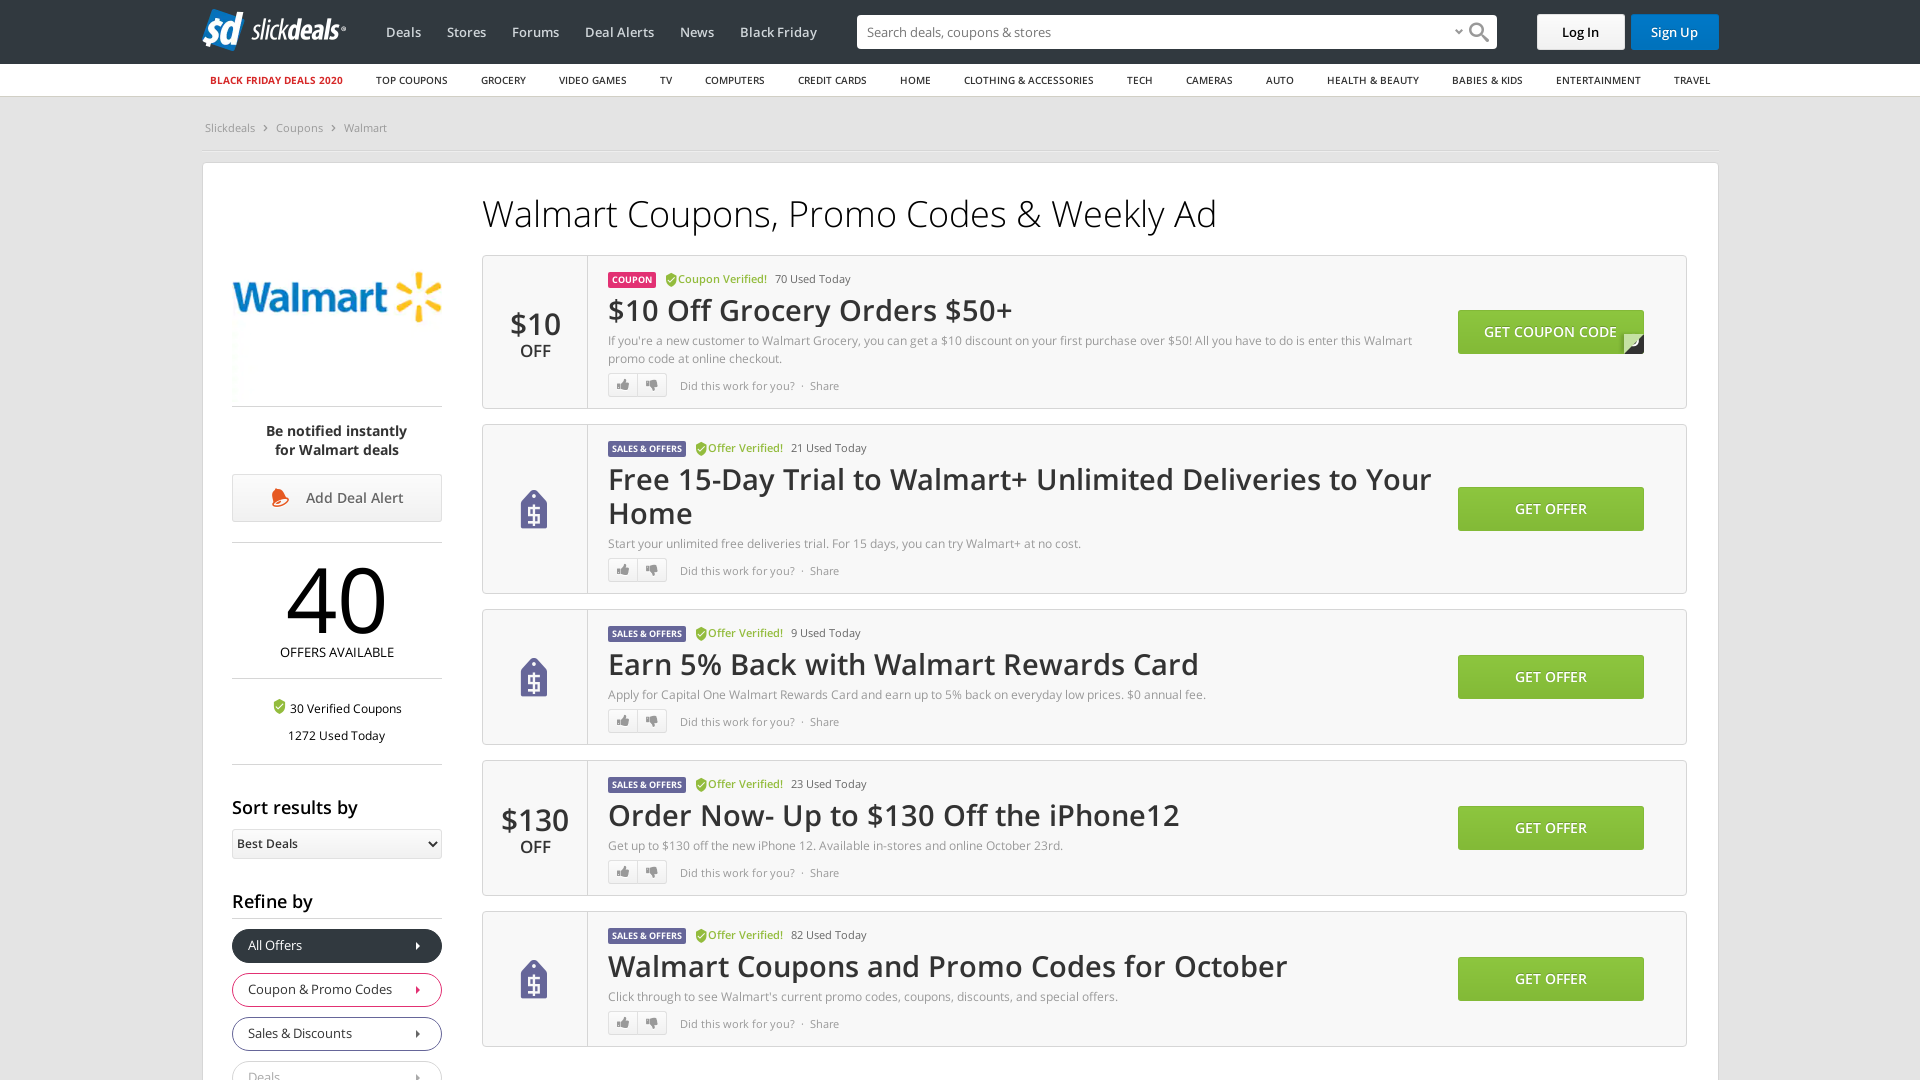 slickdeals
Deals
Stores
Forums
Deal Alerts
News
Black Friday
Search deals, coupons & stores
Log In
Sign Up
BLACK FRIDAY DEALS 2020
TOP COUPONS
GROCERY
VIDEO GAMES
TV
COMPUTERS
CREDIT CARDS
HOME
CLOTHING & ACCESSORIES
TECH
CAMERAS
AUTO
HEALTH & BEAUTY
BABIES & KIDS
ENTERTAINMENT
TRAVEL
Slickdeals > Coupons > Walmart
Walmart
Be notified instantly
for Walmart deals
Add Deal Alert
40
OFFERS AVAILABLE
30 Verified Coupons
1272 Used Today
Sort results by
Best Deals
Refine by
All Offers
Coupon & Promo Codes
Sales & Discounts
Deals
Walmart Coupons, Promo Codes & Weekly Ad
$10
OFF
COUPON Coupon Verified! 70 Used Today
$10 Off Grocery Orders $50+
If you're a new customer to Walmart Grocery, you can get a $10 discount on your first purchase over $50! All you have to do is enter this Walmart
promo code at online checkout.
Did this work for you? · Share
GET COUPON CODE
SALES & OFFERS Offer Verified! 21 Used Today
Free 15-Day Trial to Walmart+ Unlimited Deliveries to Your
Home
Start your unlimited free deliveries trial. For 15 days, you can try Walmart+ at no cost.
Did this work for you? · Share
GET OFFER
SALES & OFFERS Offer Verified! 9 Used Today
Earn 5% Back with Walmart Rewards Card
Apply for Capital One Walmart Rewards Card and earn up to 5% back on everyday low prices. $0 annual fee.
Did this work for you? · Share
GET OFFER
$130
OFF
SALES & OFFERS Offer Verified! 23 Used Today
Order Now- Up to $130 Off the iPhone12
Get up to $130 off the new iPhone 12. Available in-stores and online October 23rd.
Did this work for you? · Share
GET OFFER
SALES & OFFERS Offer Verified! 82 Used Today
Walmart Coupons and Promo Codes for October
Click through to see Walmart's current promo codes, coupons, discounts, and special offers.
Did this work for you? · Share
GET OFFER